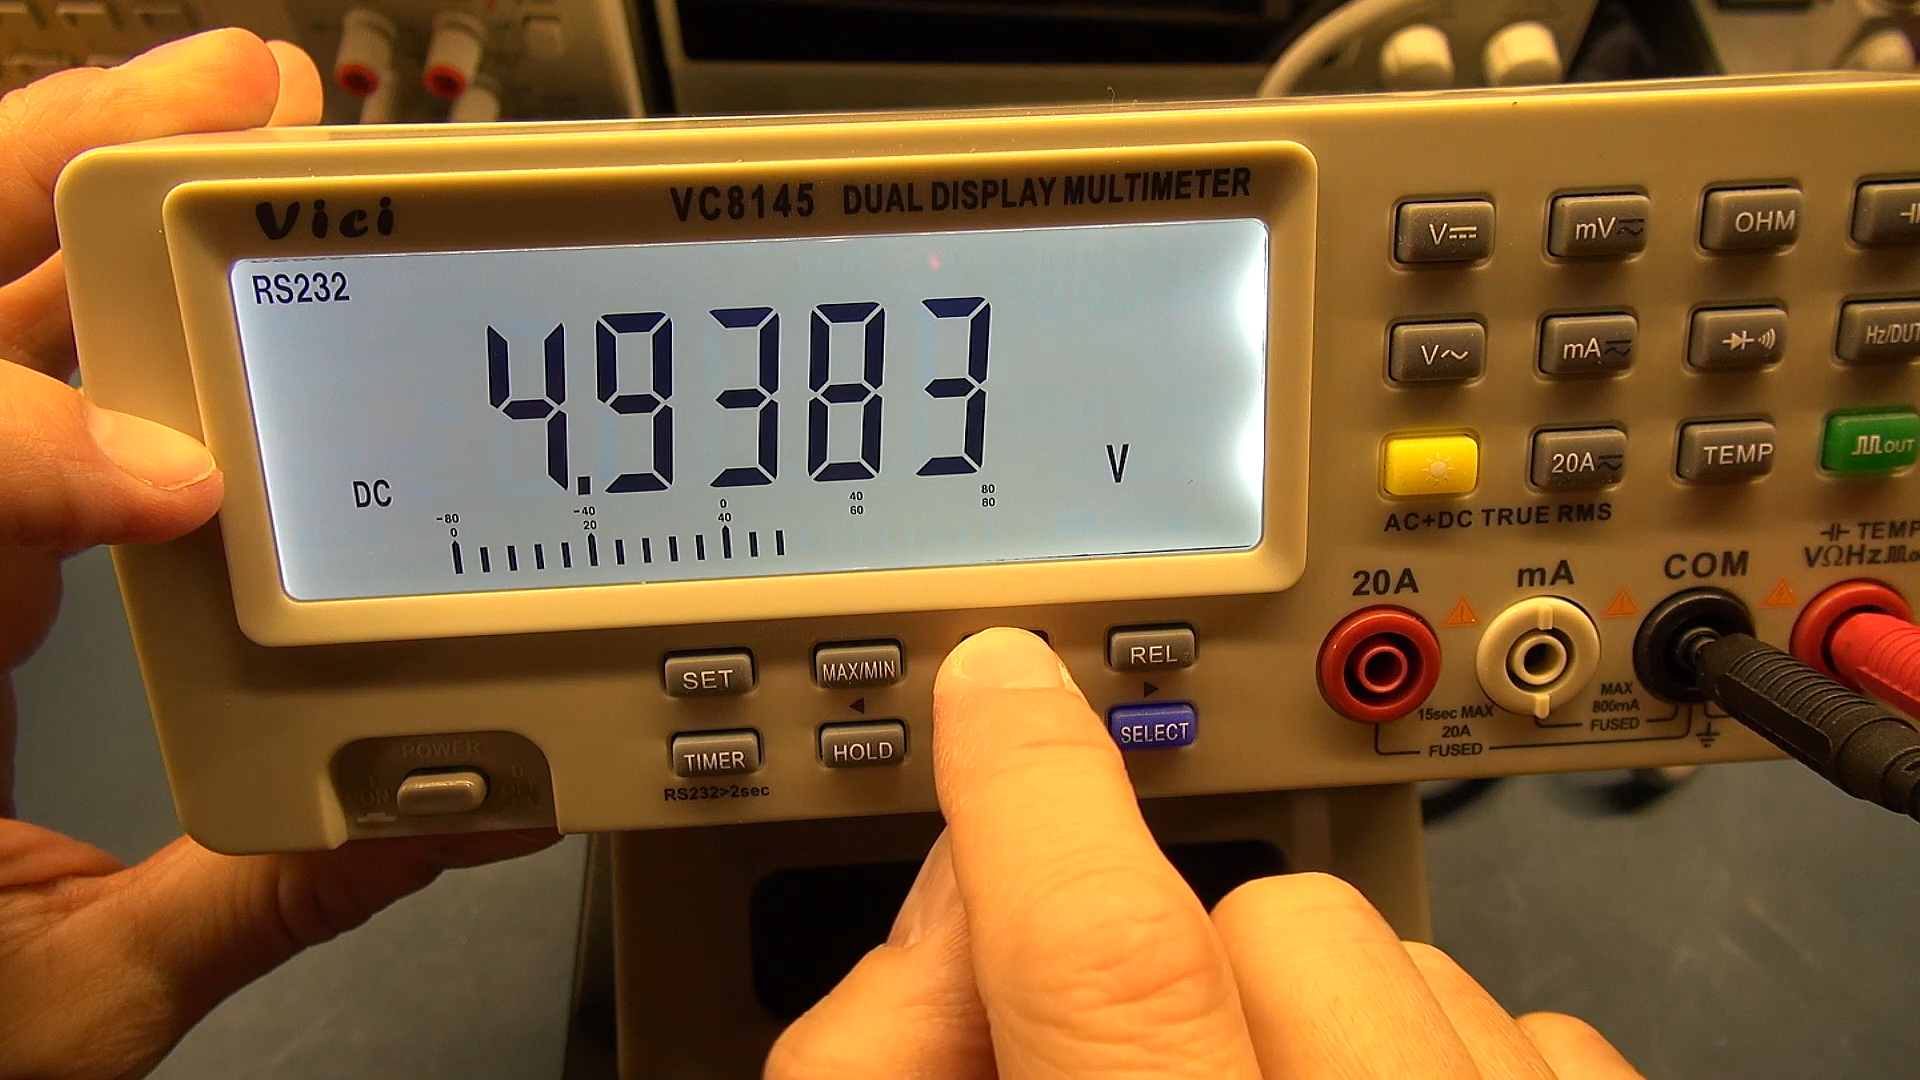 Vici
VC8145 DUAL DISPLAY MULTIMETER
RS232
4.9383
DC
V
-80 -40 0 40 80
0 20 40 60 80
V mV OHM
V mA Hz/DUT
20A TEMP OUT
AC+DC TRUE RMS
TEMP
VΩHz
20A mA COM
MAX
800mA
FUSED
15sec MAX
20A
FUSED
SET MAX/MIN REL
TIMER HOLD SELECT
RS232>2sec
POWER